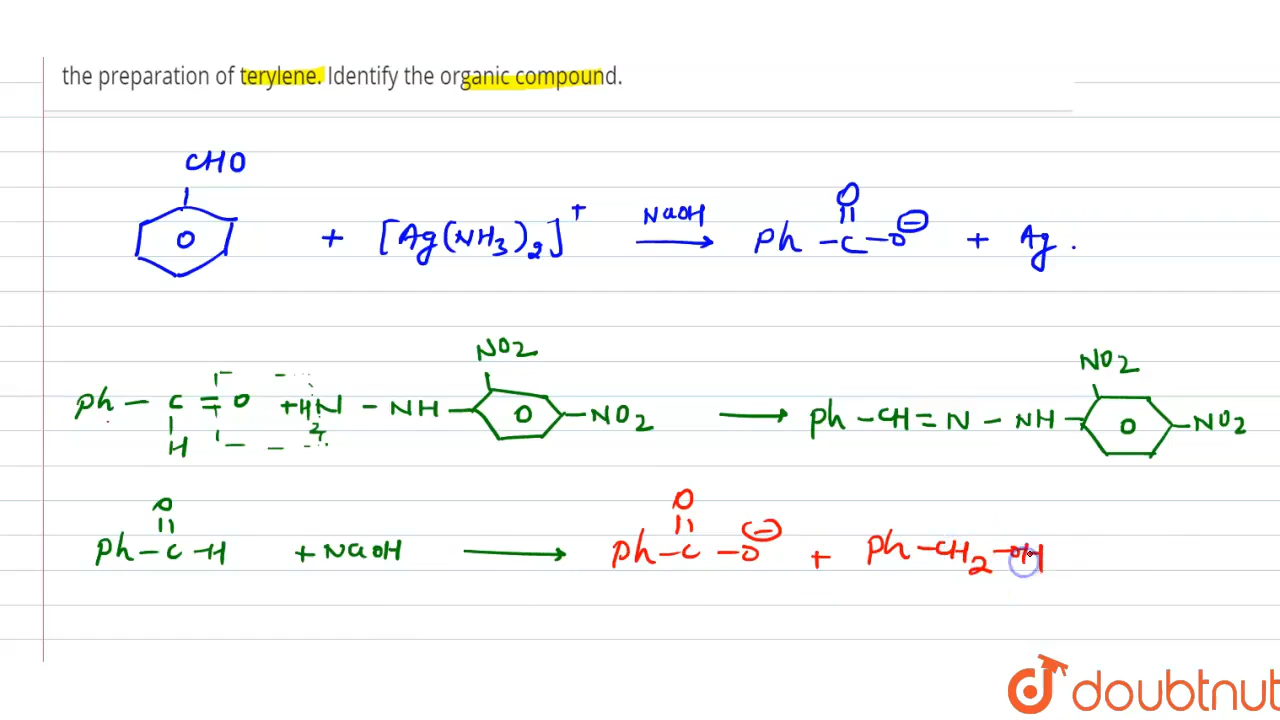 the preparation of terylene. Identify the organic compound.
CHO
O + [Ag(NH3)2]+ NaOH Ph -C-O⊖ + Ag.
O
NO2 NO2
Ph - C = O + H2N - NH - O - NO2 → Ph - CH = N - NH - O - NO2
H
O O
Ph - C - H + NaOH → Ph - C - O⊖ + Ph - CH2 - OH
doubtnut